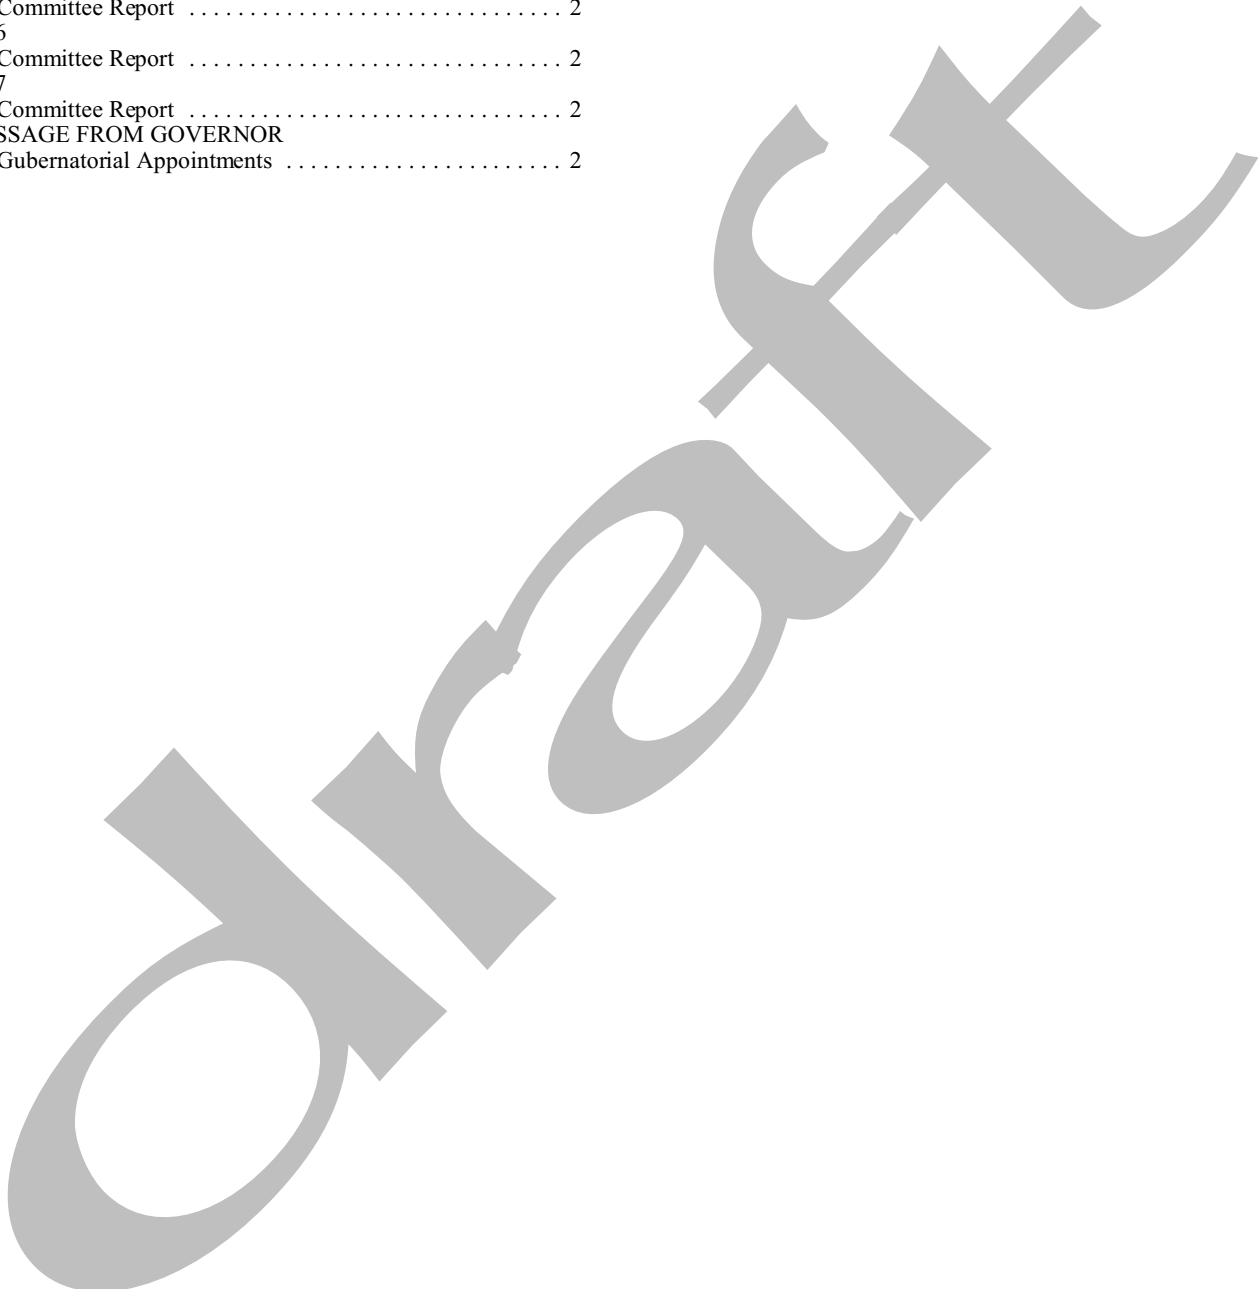 Committee Report ............................... 2
6
Committee Report ............................... 2
7
Committee Report ............................... 2
SSAGE FROM GOVERNOR
Gubernatorial Appointments ....................... 2
draft